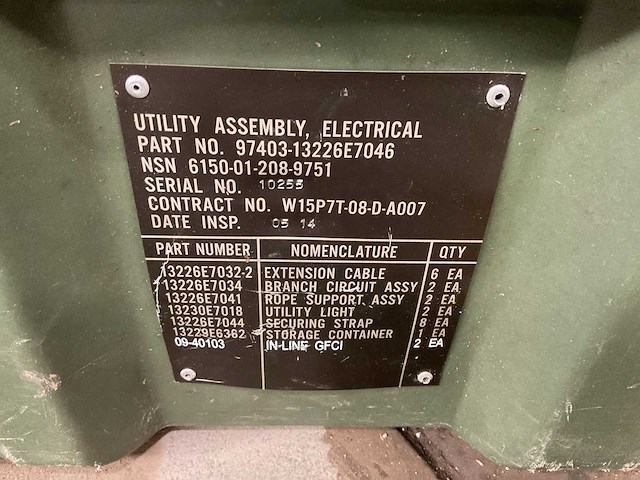 UTILITY ASSEMBLY, ELECTRICAL
PART NO. 97403-13226E7046
NSN 6150-01-208-9751
SERIAL NO. 10255
CONTRACT NO. W15P7T-08-D-A007
DATE INSP. 05 14
PART NUMBER NOMENCLATURE QTY
13226E7032-2 EXTENSION CABLE 6 EA
13226E7034 BRANCH CIRCUIT ASSY 2 EA
13226E7041 ROPE SUPPORT ASSY 2 EA
13230E7018 UTILITY LIGHT 2 EA
13226E7044 SECURING STRAP 8 EA
13229E6362 STORAGE CONTAINER 1 EA
09-40103 IN-LINE GFCI 2 EA